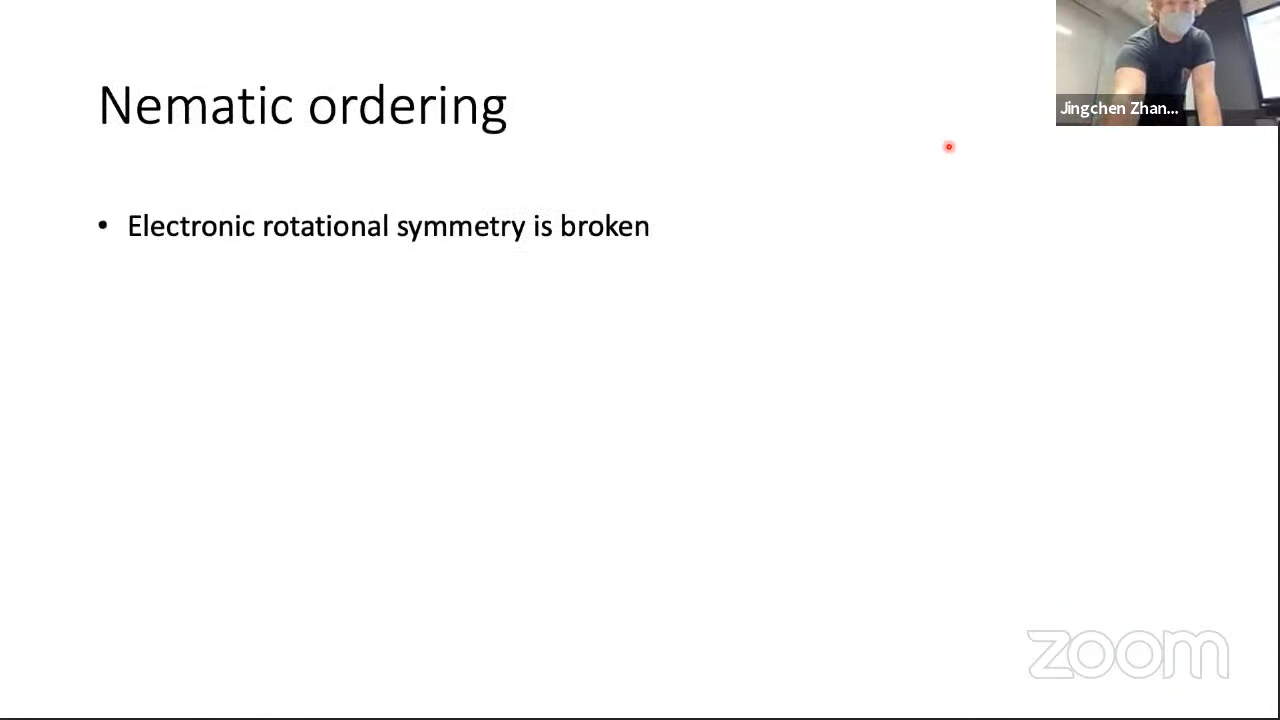 Nematic ordering
Jingchen Zhan...
• Electronic rotational symmetry is broken
zoom